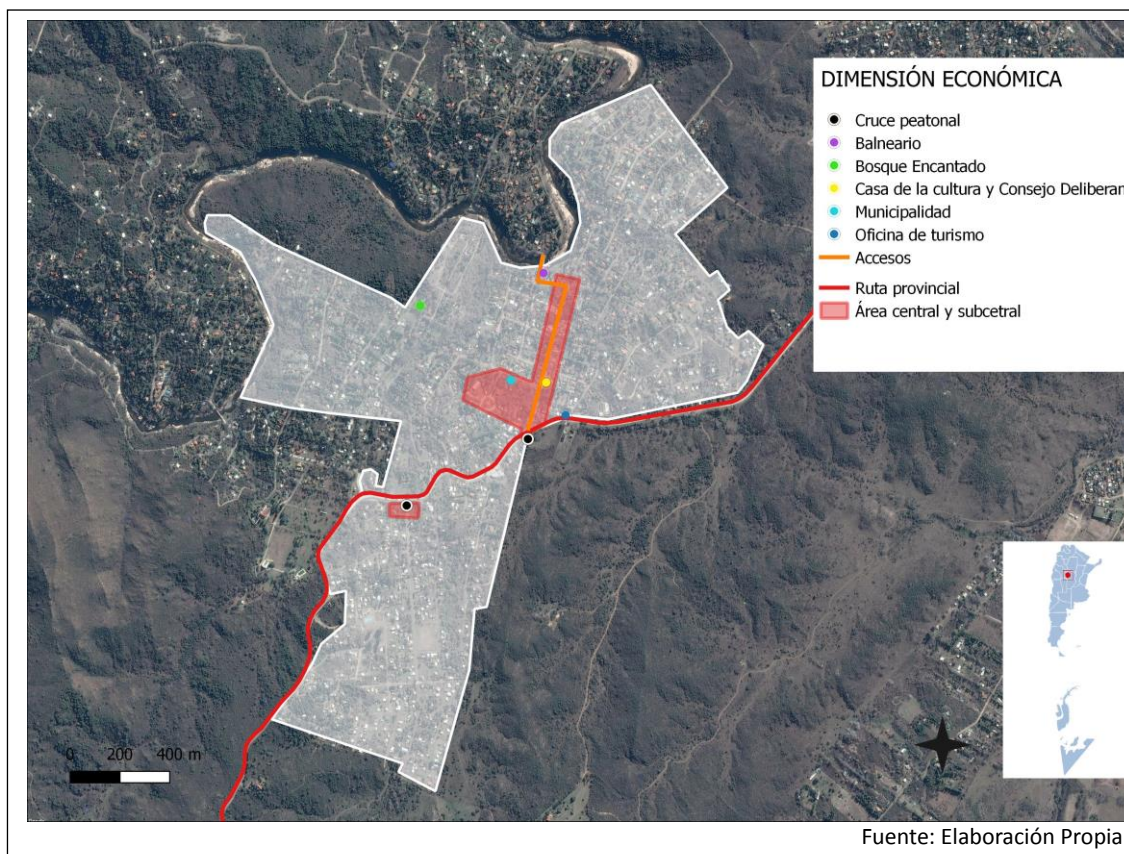 DIMENSIÓN ECONÓMICA
Cruce peatonal
Balneario
Bosque Encantado
Casa de la cultura y Consejo Deliberan
Municipalidad
Oficina de turismo
Accesos
Ruta provincial
Área central y subcetral
0 200 400 m
Fuente: Elaboración Propia